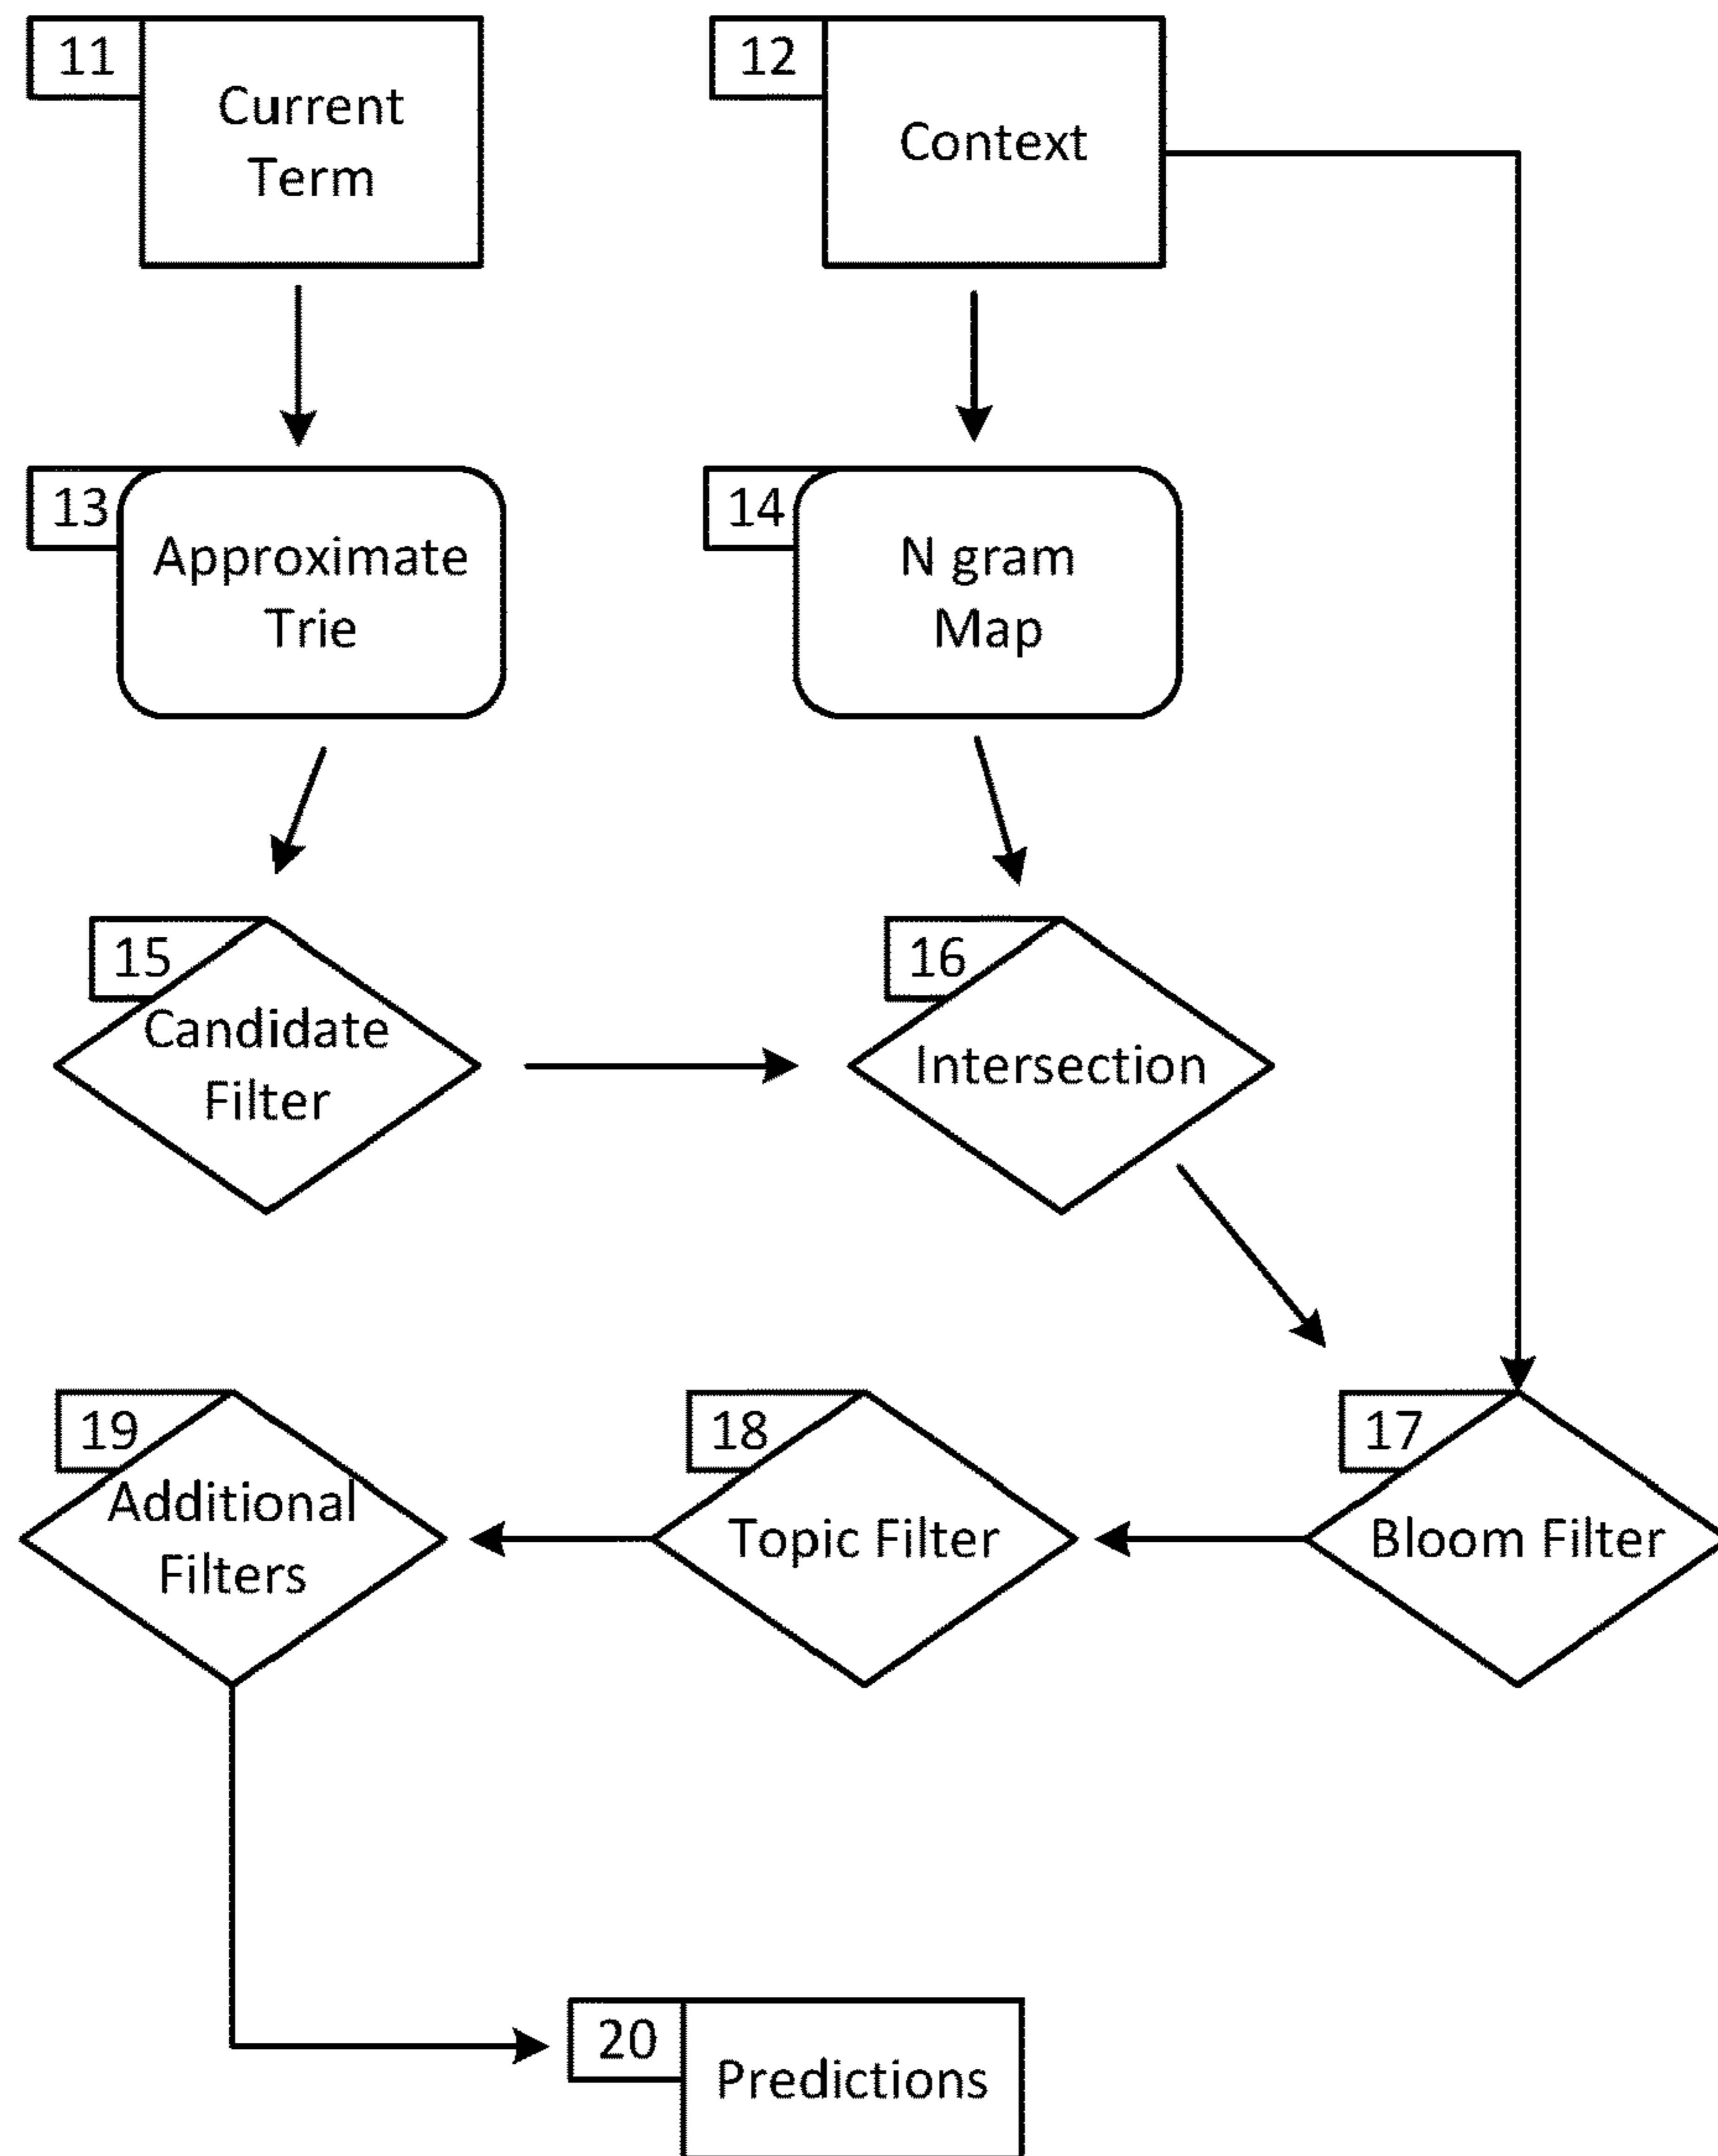 11
Current
Term
12
Context
13
Approximate
Trie
14
N gram
Map
15
Candidate
Filter
16
Intersection
17
Bloom Filter
18
Topic Filter
19
Additional
Filters
20
Predictions